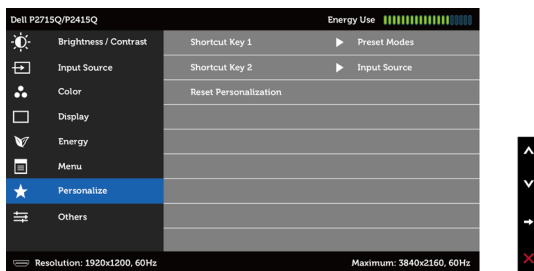 Dell P2715Q/P2415Q Energy Use
Brightness / Contrast Shortcut Key 1 Preset Modes
Input Source Shortcut Key 2 Input Source
Color Reset Personalization
Display
Energy
Menu
Personalize
Others
Resolution: 1920x1200, 60Hz Maximum: 3840x2160, 60Hz